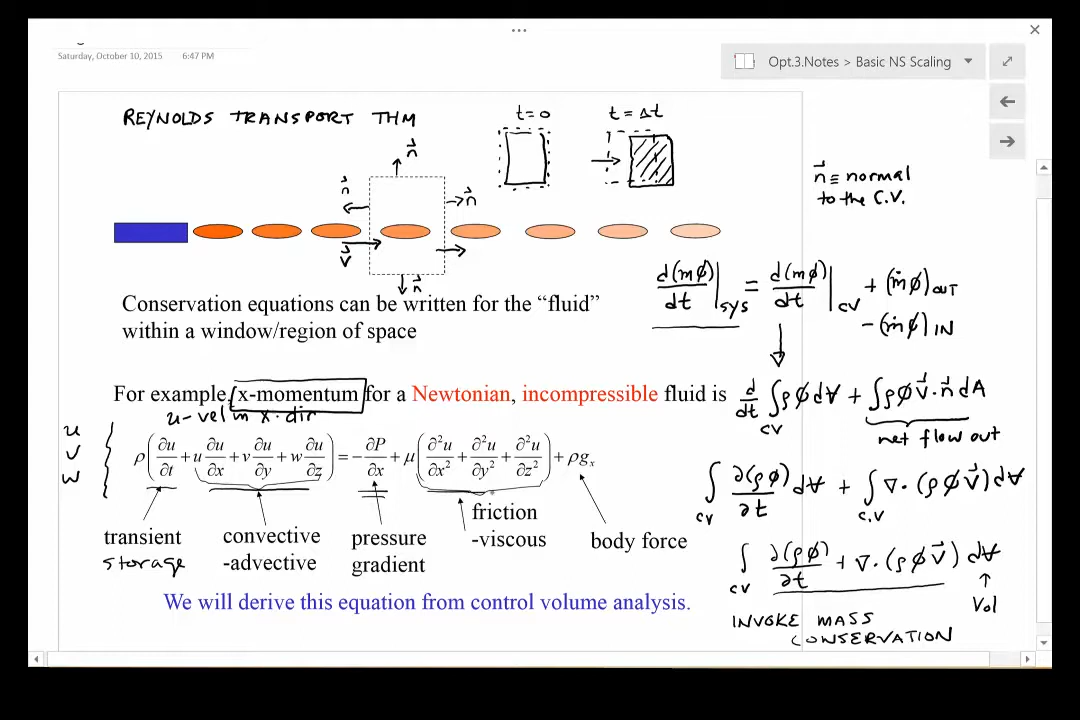 Saturday, October 10, 2015 6:47 PM
Opt.3.Notes > Basic NS Scaling
REYNOLDS TRANSPORT THM
t=0
t = Δt
n⃗
n⃗
n⃗
n⃗
V⃗
n⃗ ≡ normal
to the C.V.
d(mφ)/dt |sys = d(mφ)/dt |CV + (ṁφ)OUT
- (ṁφ)IN
Conservation equations can be written for the “fluid”
within a window/region of space
For example, x-momentum for a Newtonian, incompressible fluid is
u-vel in x-dir
d/dt ∫CV ρφ dV + ∫ρφ V⃗·n⃗ dA
net flow out
u
v
w
ρ(∂u/∂t + u ∂u/∂x + v ∂u/∂y + w ∂u/∂z) = -∂P/∂x + μ(∂²u/∂x² + ∂²u/∂y² + ∂²u/∂z²) + ρgₓ
∫cv ∂(ρφ)/∂t dV + ∫c.v ∇·(ρφV⃗) dV
transient
storage
convective
-advective
pressure
gradient
friction
-viscous
body force
∫cv ∂(ρφ)/∂t + ∇·(ρφV⃗) dV
Vol
We will derive this equation from control volume analysis.
INVOKE MASS
CONSERVATION